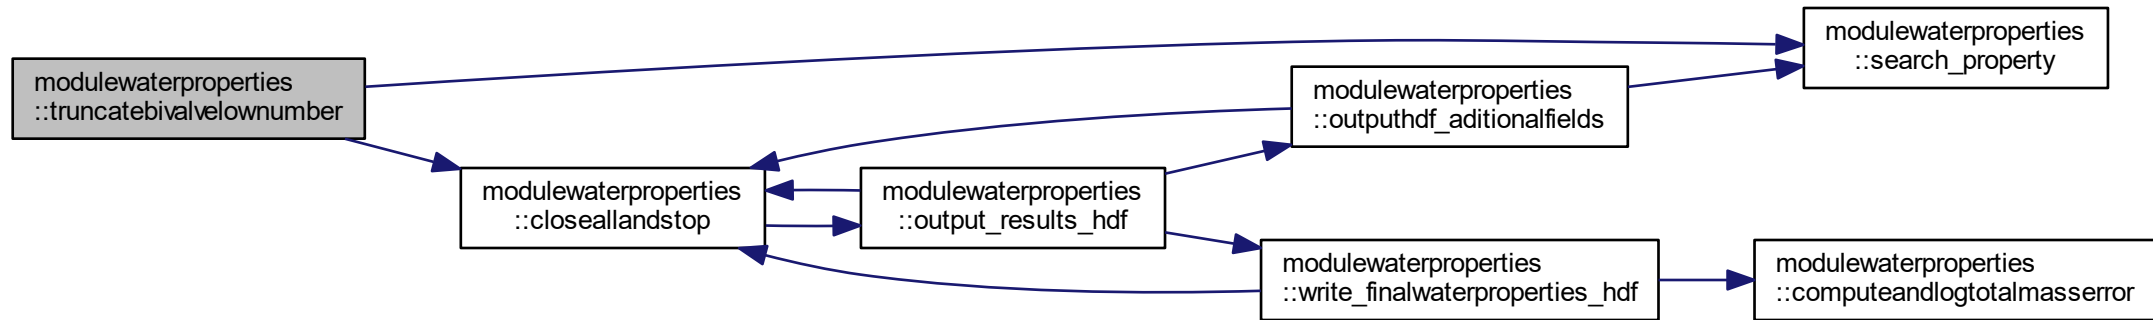 modulewaterproperties
::truncatebivalvelownumber
modulewaterproperties
::closeallandstop
modulewaterproperties
::output_results_hdf
modulewaterproperties
::outputhdf_aditionalfields
modulewaterproperties
::search_property
modulewaterproperties
::write_finalwaterproperties_hdf
modulewaterproperties
::computeandlogtotalmasserror